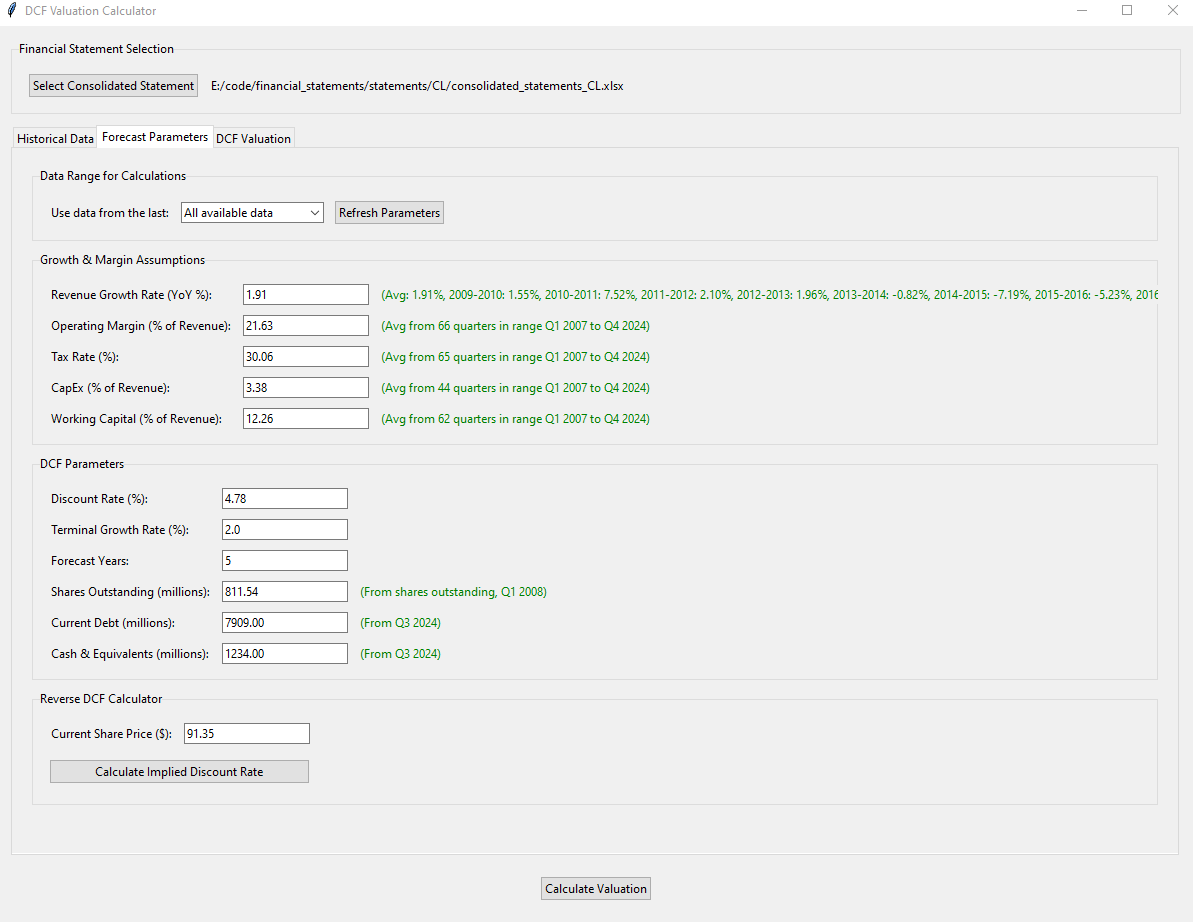 DCF Valuation Calculator
Financial Statement Selection
Select Consolidated Statement E:/code/financial_statements/statements/CL/consolidated_statements_CL.xlsx
Historical Data Forecast Parameters DCF Valuation
Data Range for Calculations
Use data from the last: All available data Refresh Parameters
Growth & Margin Assumptions
Revenue Growth Rate (YoY %): 1.91 (Avg: 1.91%, 2009-2010: 1.55%, 2010-2011: 7.52%, 2011-2012: 2.10%, 2012-2013: 1.96%, 2013-2014: -0.82%, 2014-2015: -7.19%, 2015-2016: -5.23%, 2016
Operating Margin (% of Revenue): 21.63 (Avg from 66 quarters in range Q1 2007 to Q4 2024)
Tax Rate (%): 30.06 (Avg from 65 quarters in range Q1 2007 to Q4 2024)
CapEx (% of Revenue): 3.38 (Avg from 44 quarters in range Q1 2007 to Q4 2024)
Working Capital (% of Revenue): 12.26 (Avg from 62 quarters in range Q1 2007 to Q4 2024)
DCF Parameters
Discount Rate (%): 4.78
Terminal Growth Rate (%): 2.0
Forecast Years: 5
Shares Outstanding (millions): 811.54 (From shares outstanding, Q1 2008)
Current Debt (millions): 7909.00 (From Q3 2024)
Cash & Equivalents (millions): 1234.00 (From Q3 2024)
Reverse DCF Calculator
Current Share Price ($): 91.35
Calculate Implied Discount Rate
Calculate Valuation